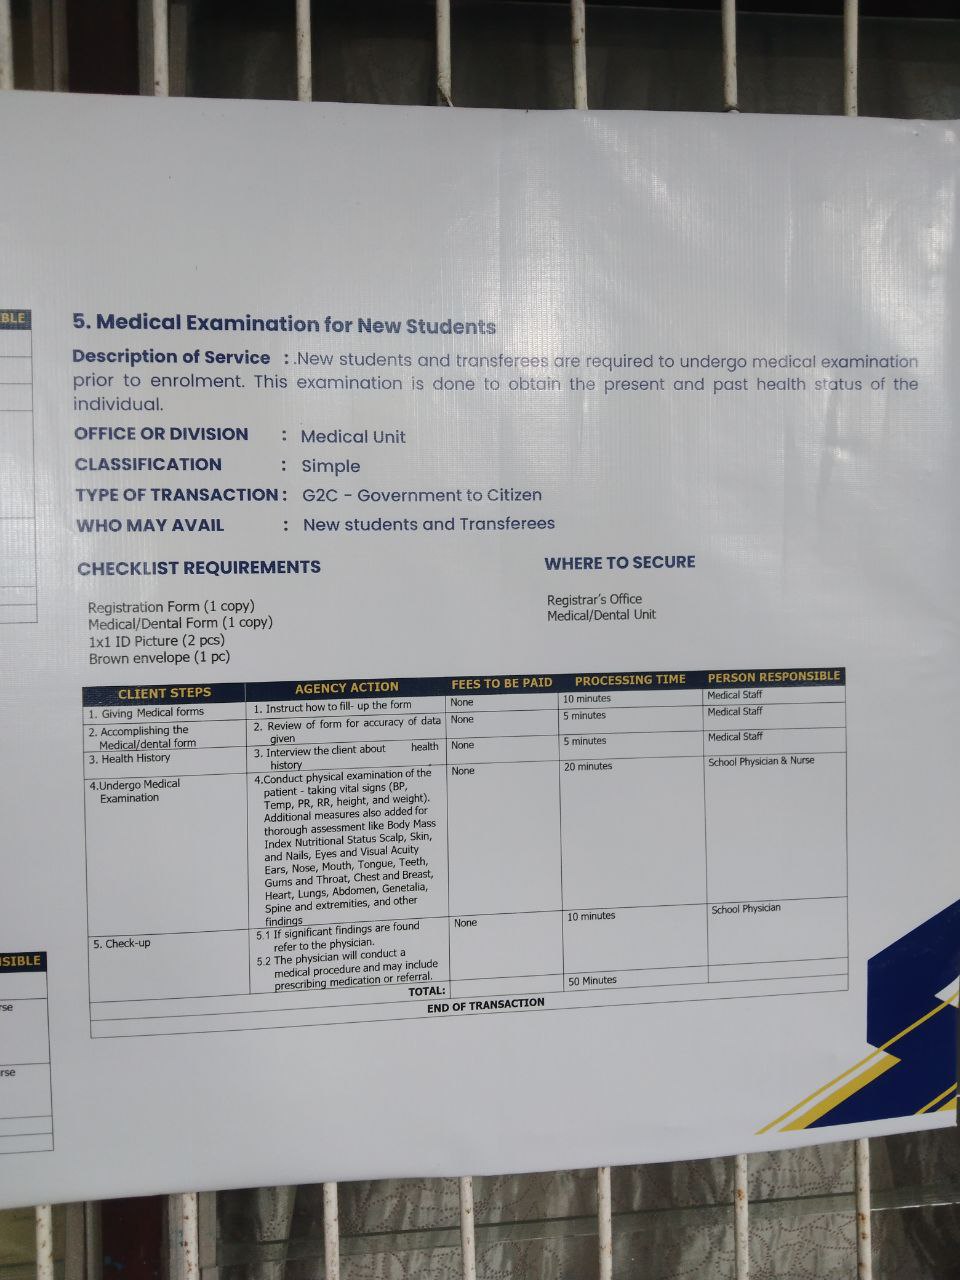 BLE
5. Medical Examination for New Students
Description of Service : .New students and transferees are required to undergo medical examination
prior to enrolment. This examination is done to obtain the present and past health status of the
individual.
OFFICE OR DIVISION : Medical Unit
CLASSIFICATION : Simple
TYPE OF TRANSACTION : G2C - Government to Citizen
WHO MAY AVAIL : New students and Transferees
CHECKLIST REQUIREMENTS WHERE TO SECURE
Registration Form (1 copy) Registrar's Office
Medical/Dental Form (1 copy) Medical/Dental Unit
1x1 ID Picture (2 pcs)
Brown envelope (1 pc)
CLIENT STEPS AGENCY ACTION FEES TO BE PAID PROCESSING TIME PERSON RESPONSIBLE
1. Giving Medical forms 1. Instruct how to fill- up the form None 10 minutes Medical Staff
2. Accomplishing the 2. Review of form for accuracy of data None 5 minutes Medical Staff
Medical/dental form given
3. Health History 3. Interview the client about health None 5 minutes Medical Staff
history
4.Undergo Medical 4.Conduct physical examination of the None 20 minutes School Physician & Nurse
Examination patient - taking vital signs (BP,
Temp, PR, RR, height, and weight).
Additional measures also added for
thorough assessment like Body Mass
Index Nutritional Status Scalp, Skin,
and Nails, Eyes and Visual Acuity
Ears, Nose, Mouth, Tongue, Teeth,
Gums and Throat, Chest and Breast,
Heart, Lungs, Abdomen, Genetalia,
Spine and extremities, and other
findings
5. Check-up 5.1 If significant findings are found None 10 minutes School Physician
refer to the physician.
5.2 The physician will conduct a
medical procedure and may include
prescribing medication or referral.
TOTAL: 50 Minutes
END OF TRANSACTION
SIBLE
rse
rse